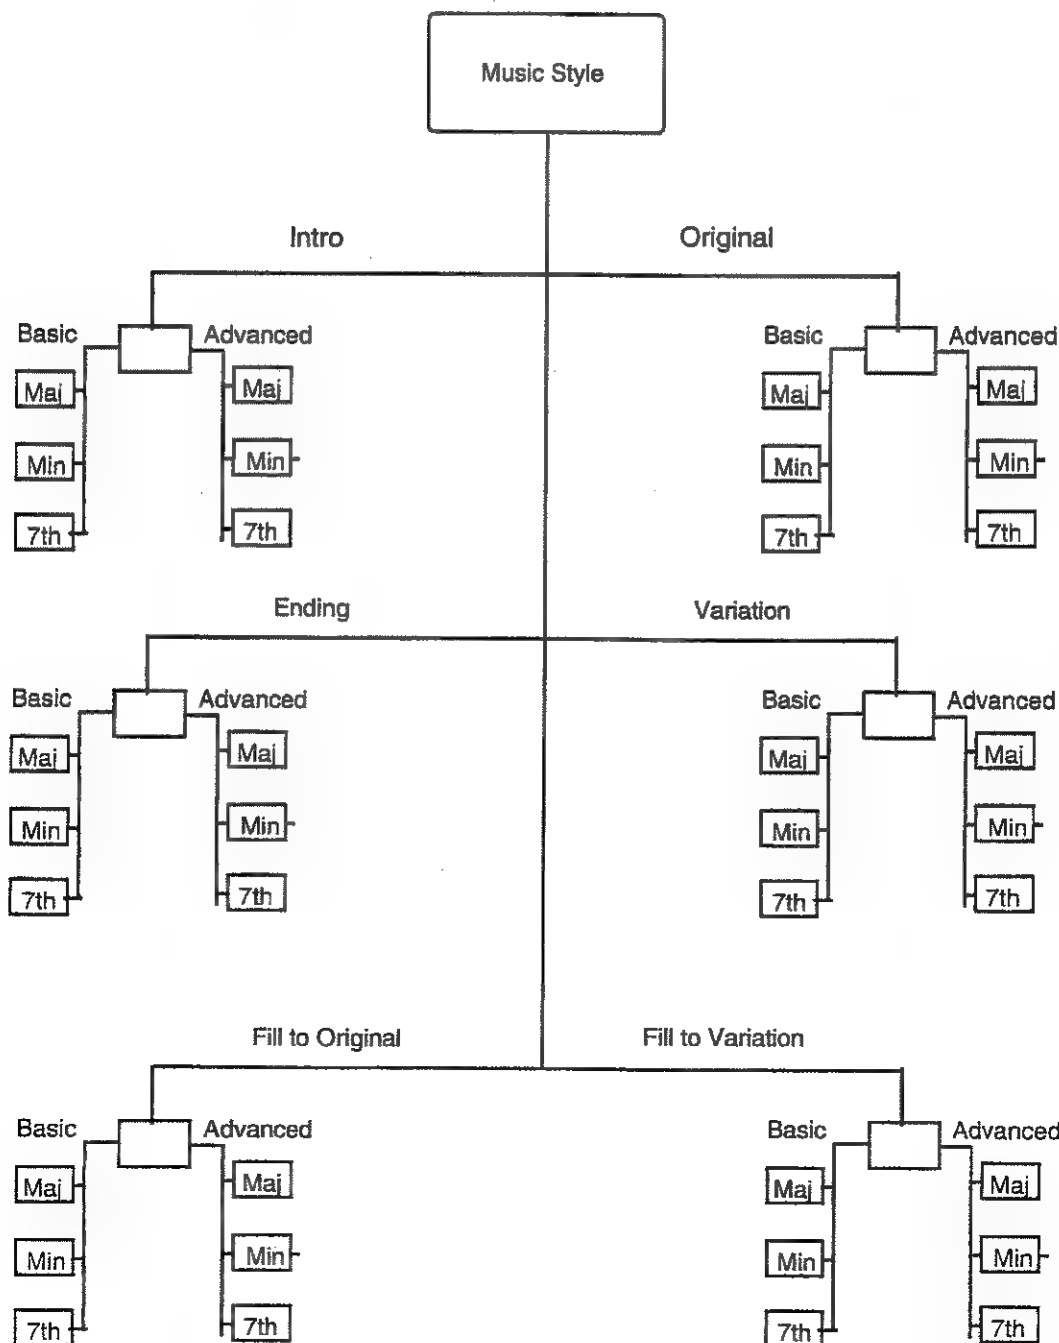 Music Style
Intro
Original
Basic
Advanced
Basic
Advanced
Maj
Maj
Maj
Maj
Min
Min
Min
Min
7th
7th
7th
7th
Ending
Variation
Basic
Advanced
Basic
Advanced
Maj
Maj
Maj
Maj
Min
Min
Min
Min
7th
7th
7th
7th
Fill to Original
Fill to Variation
Basic
Advanced
Basic
Advanced
Maj
Maj
Maj
Maj
Min
Min
Min
Min
7th
7th
7th
7th